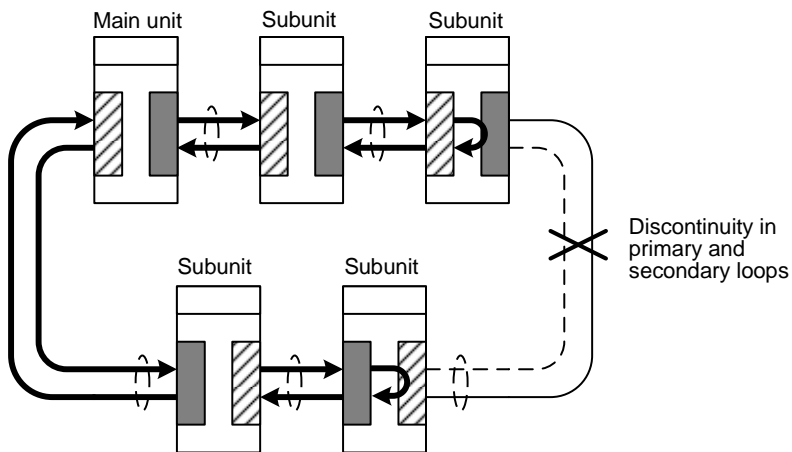 Main unit
Subunit
Subunit
Discontinuity in
primary and
secondary loops
Subunit
Subunit